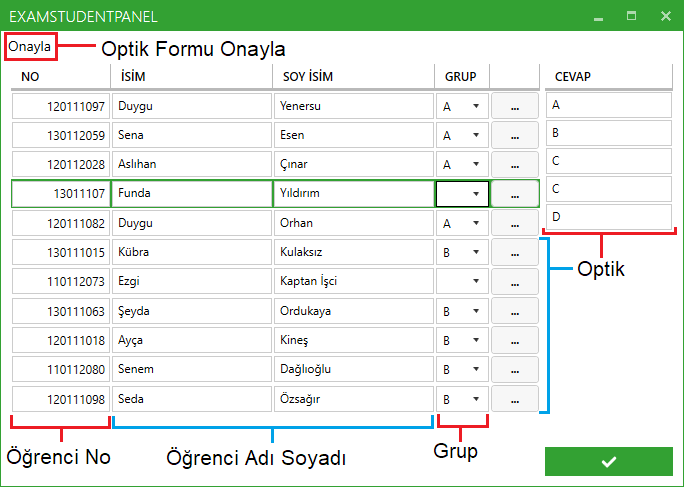 EXAMSTUDENTPANEL
Onayla Optik Formu Onayla
NO İSİM SOY İSİM GRUP CEVAP
120111097 Duygu Yenersu A ... A
130112059 Sena Esen A ... B
120112028 Aslıhan Çınar A ... C
13011107 Funda Yıldırım ... C
120111082 Duygu Orhan A ... D
130111015 Kübra Kulaksız B ...
Optik
110112073 Ezgi Kaptan İşci ...
130111063 Şeyda Ordukaya B ...
120111018 Ayça Kineş B ...
110112080 Senem Dağlıoğlu B ...
120111098 Seda Özsağır B ...
Öğrenci No Öğrenci Adı Soyadı Grup